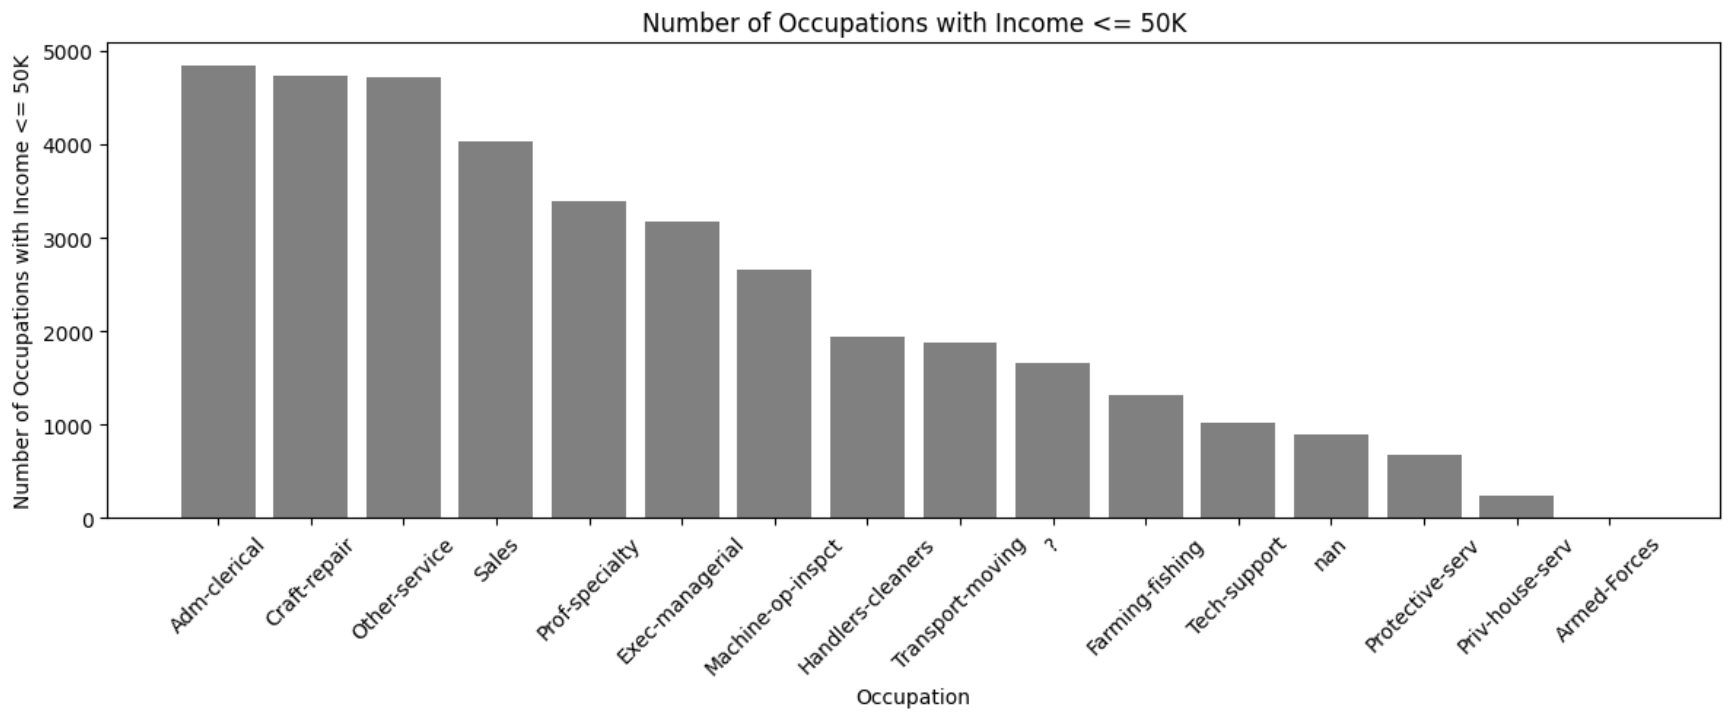 Number of Occupations with Income <= 50K
Number of Occupations with Income <= 50K
5000
4000
3000
2000
1000
0
Adm-clerical
Craft-repair
Other-service
Sales
Prof-specialty
Exec-managerial
Machine-op-inspct
Handlers-cleaners
Transport-moving
?
Farming-fishing
Tech-support
nan
Protective-serv
Priv-house-serv
Armed-Forces
Occupation